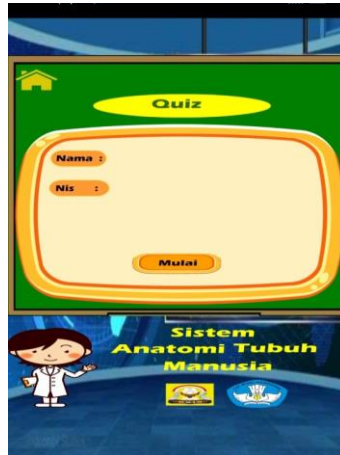 Quiz
Nama :
Nis :
Mulai
Sistem
Anatomi Tubuh
Manusia